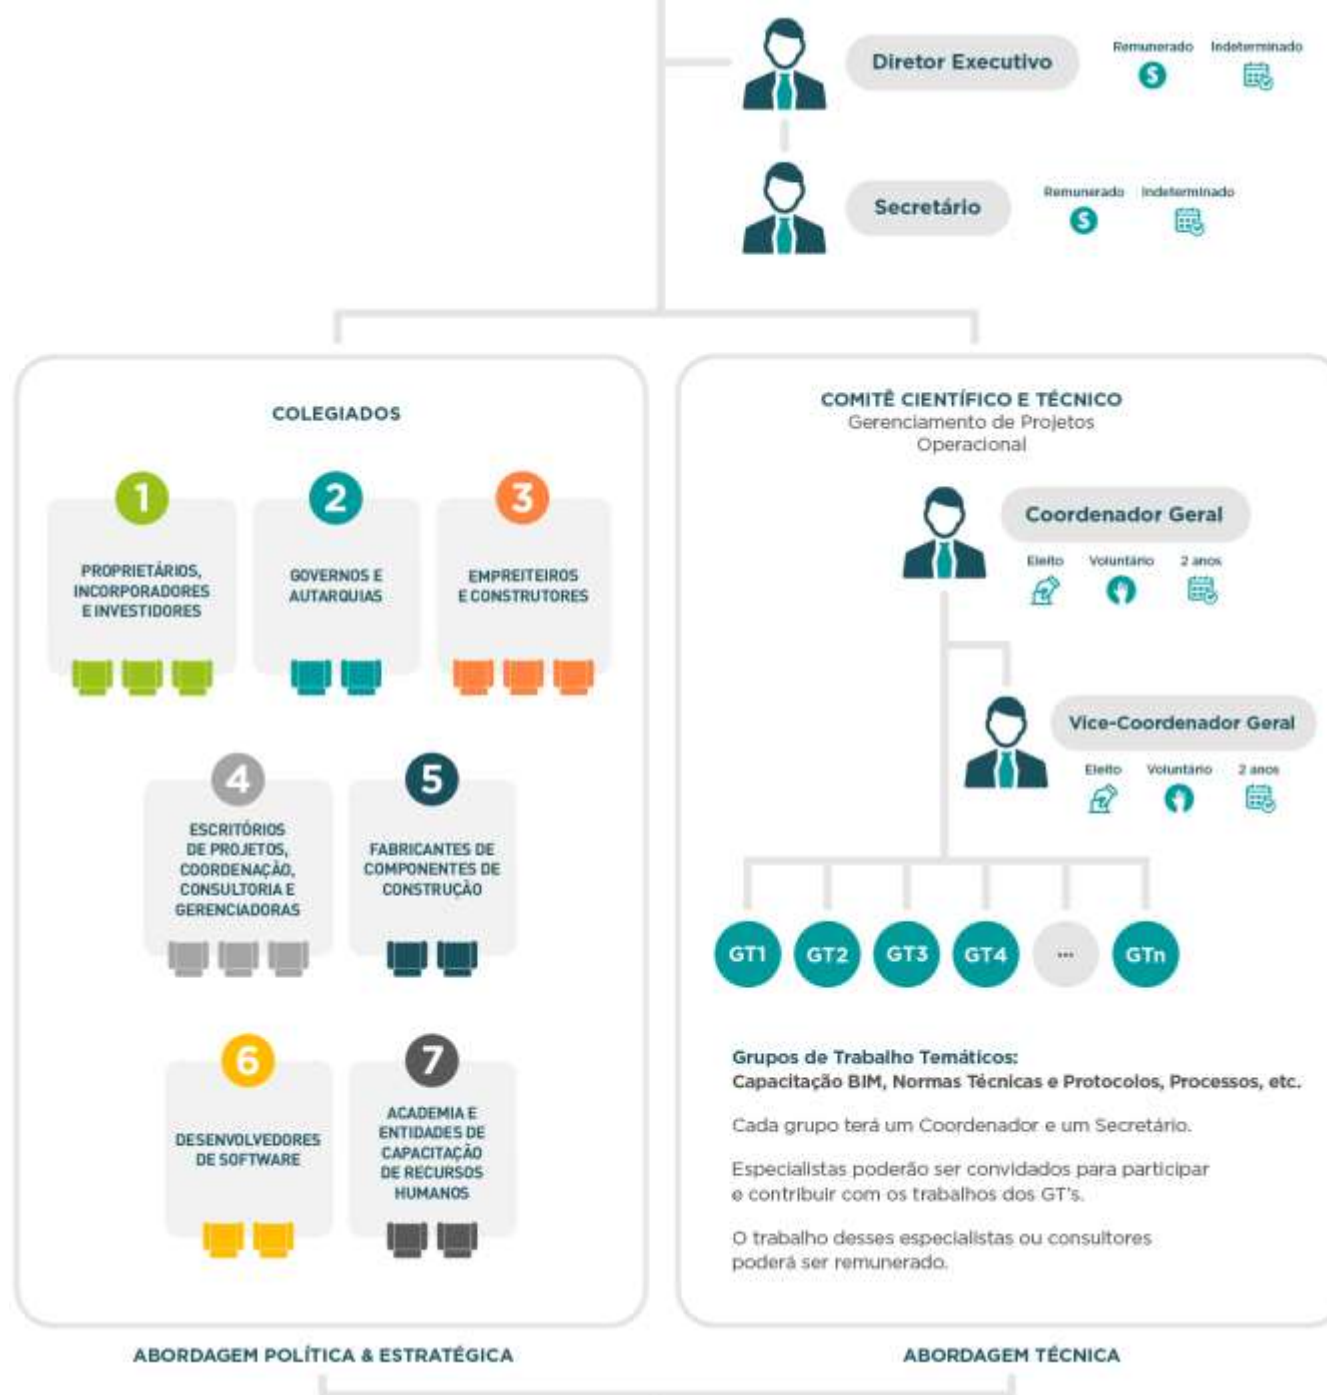 Diretor Executivo
Remunerado
Indeterminado
Secretário
Remunerado
Indeterminado
COLEGIADOS
1
PROPRIETÁRIOS,
INCORPORADORES
E INVESTIDORES
2
GOVERNOS E
AUTARQUIAS
3
EMPREITEIROS
E CONSTRUTORES
4
ESCRITÓRIOS
DE PROJETOS,
COORDENAÇÃO,
CONSULTORIA E
GERENCIADORAS
5
FABRICANTES DE
COMPONENTES DE
CONSTRUÇÃO
6
DESENVOLVEDORES
DE SOFTWARE
7
ACADEMIA E
ENTIDADES DE
CAPACITAÇÃO
DE RECURSOS
HUMANOS
ABORDAGEM POLÍTICA & ESTRATÉGICA
COMITÊ CIENTÍFICO E TÉCNICO
Gerenciamento de Projetos
Operacional
Coordenador Geral
Eleito
Voluntário
2 anos
Vice-Coordenador Geral
Eleito
Voluntário
2 anos
GT1
GT2
GT3
GT4
...
GTn
Grupos de Trabalho Temáticos:
Capacitação BIM, Normas Técnicas e Protocolos, Processos, etc.
Cada grupo terá um Coordenador e um Secretário.
Especialistas poderão ser convidados para participar
e contribuir com os trabalhos dos GT's.
O trabalho desses especialistas ou consultores
poderá ser remunerado.
ABORDAGEM TÉCNICA